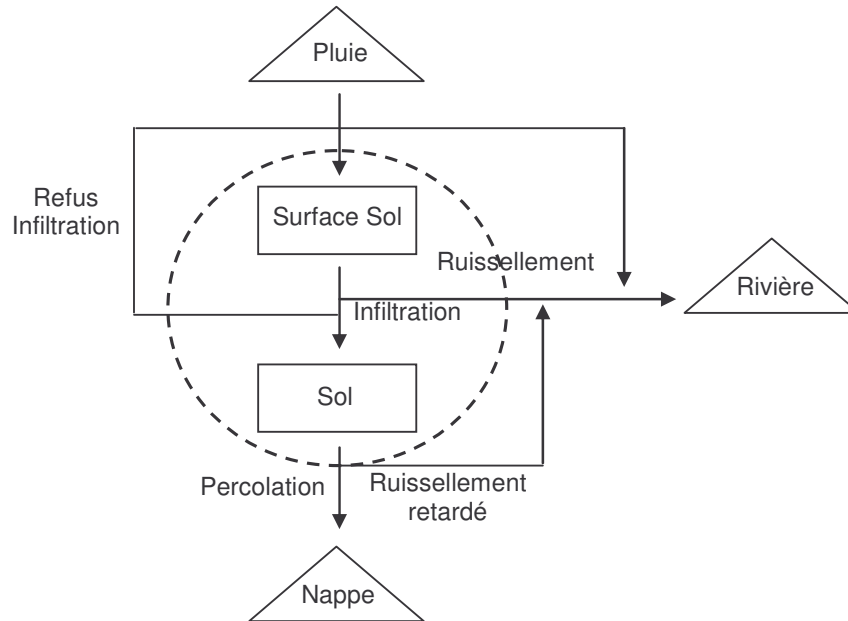 Pluie
Refus
Infiltration
Surface Sol
Ruissellement
Rivière
Infiltration
Sol
Percolation
Ruissellement
retardé
Nappe